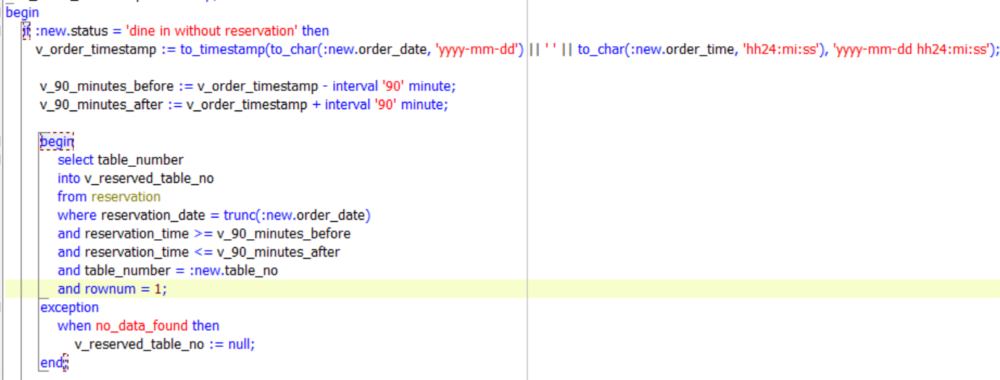 begin
if :new.status = 'dine in without reservation' then
v_order_timestamp := to_timestamp(to_char(:new.order_date, 'yyyy-mm-dd') || ' ' || to_char(:new.order_time, 'hh24:mi:ss'), 'yyyy-mm-dd hh24:mi:ss');
v_90_minutes_before := v_order_timestamp - interval '90' minute;
v_90_minutes_after := v_order_timestamp + interval '90' minute;
begin
select table_number
into v_reserved_table_no
from reservation
where reservation_date = trunc(:new.order_date)
and reservation_time >= v_90_minutes_before
and reservation_time <= v_90_minutes_after
and table_number = :new.table_no
and rownum = 1;
exception
when no_data_found then
v_reserved_table_no := null;
end;